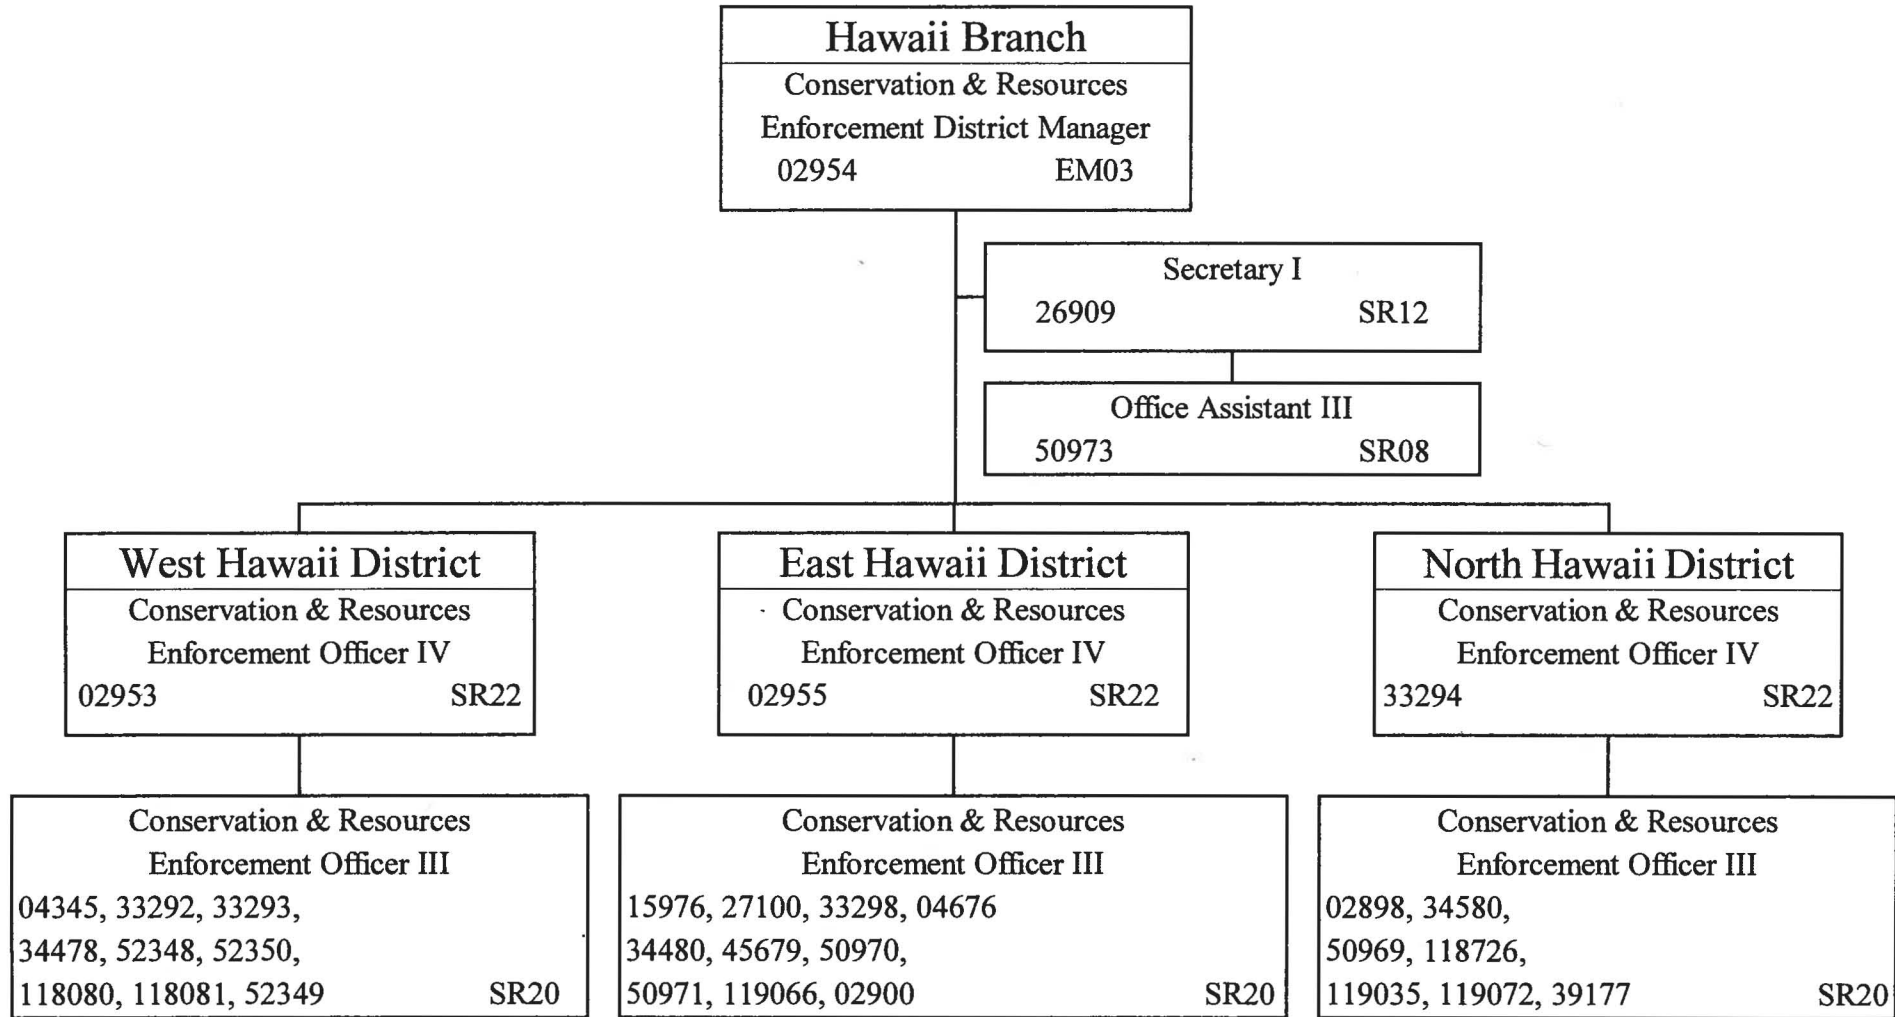 Hawaii Branch
Conservation & Resources
Enforcement District Manager
02954 EM03
Secretary I
26909 SR12
Office Assistant III
50973 SR08
West Hawaii District
Conservation & Resources
Enforcement Officer IV
02953 SR22
East Hawaii District
Conservation & Resources
Enforcement Officer IV
02955 SR22
North Hawaii District
Conservation & Resources
Enforcement Officer IV
33294 SR22
Conservation & Resources
Enforcement Officer III
04345, 33292, 33293,
34478, 52348, 52350,
118080, 118081, 52349 SR20
Conservation & Resources
Enforcement Officer III
15976, 27100, 33298, 04676
34480, 45679, 50970,
50971, 119066, 02900 SR20
Conservation & Resources
Enforcement Officer III
02898, 34580,
50969, 118726,
119035, 119072, 39177 SR20